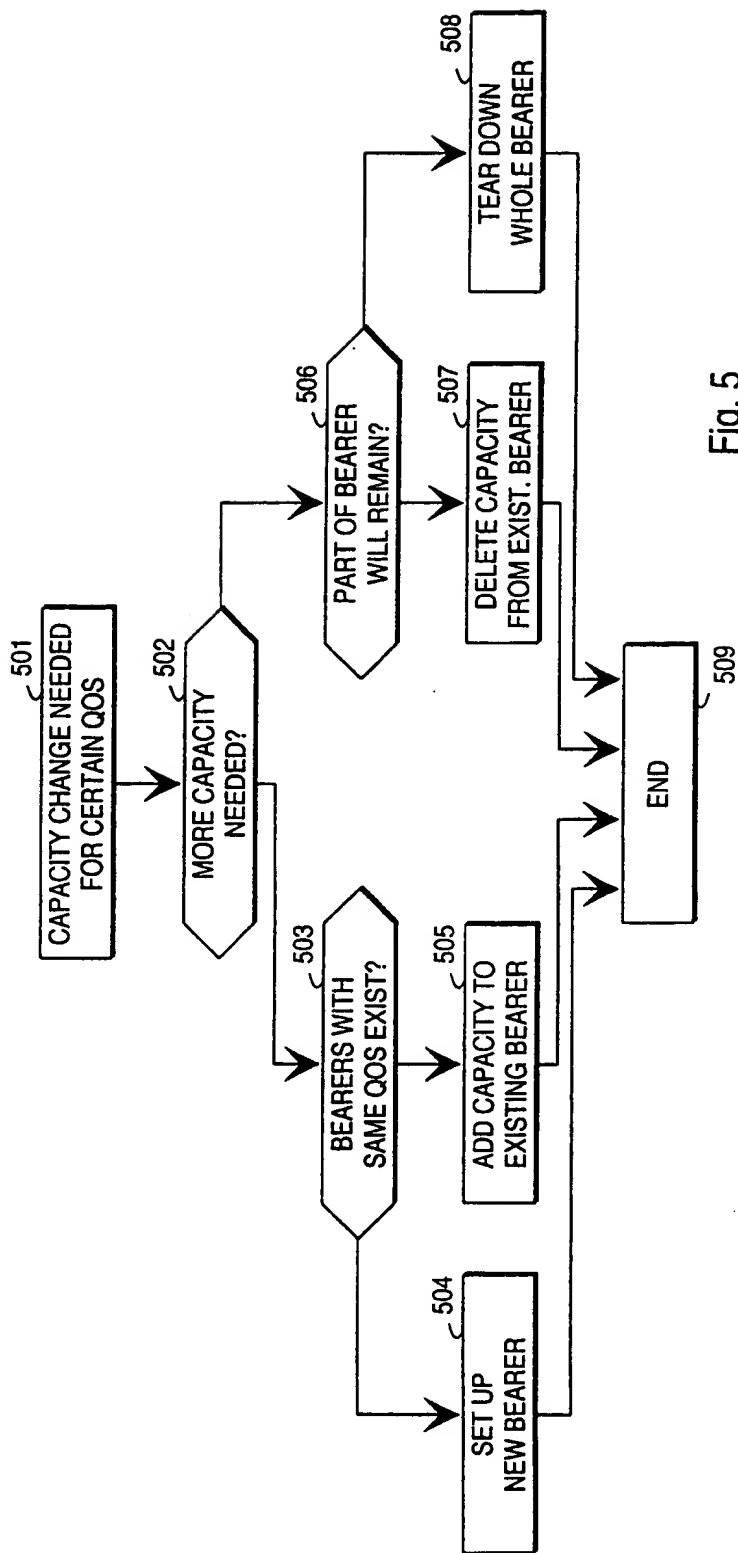 501
CAPACITY CHANGE NEEDED
FOR CERTAIN QOS
502
MORE CAPACITY
NEEDED?
503
BEARERS WITH
SAME QOS EXIST?
506
PART OF BEARER
WILL REMAIN?
504
SET UP
NEW BEARER
505
ADD CAPACITY TO
EXISTING BEARER
507
DELETE CAPACITY
FROM EXIST. BEARER
508
TEAR DOWN
WHOLE BEARER
END
509
Fig. 5